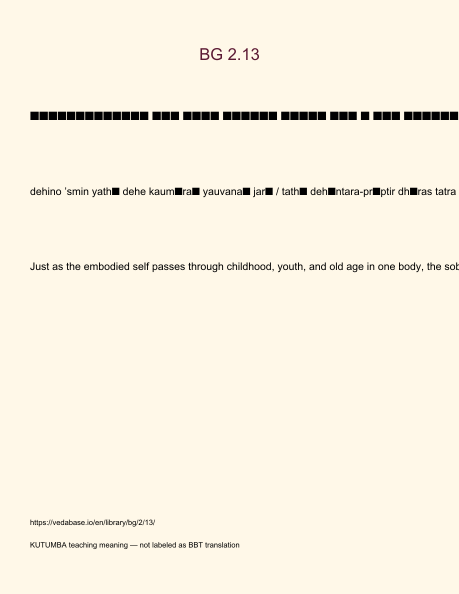 BG 2.13
■■■■■■■■■■■■■ ■■■ ■■■■ ■■■■■■ ■■■■■ ■■■ ■ ■■■ ■■■■■■
dehino 'smin yath■ dehe kaum■ra■ yauvana■ jar■ / tath■ deh■ntara-pr■ptir dh■ras tatra
Just as the embodied self passes through childhood, youth, and old age in one body, the sob
https://vedabase.io/en/library/bg/2/13/
KUTUMBA teaching meaning — not labeled as BBT translation